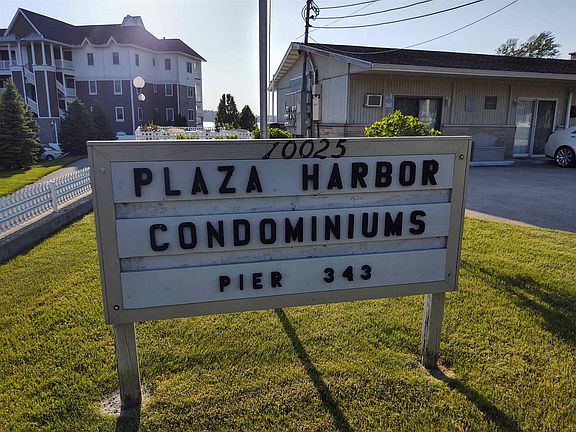 10025
PLAZA HARBOR
CONDOMINIUMS
PIER 343